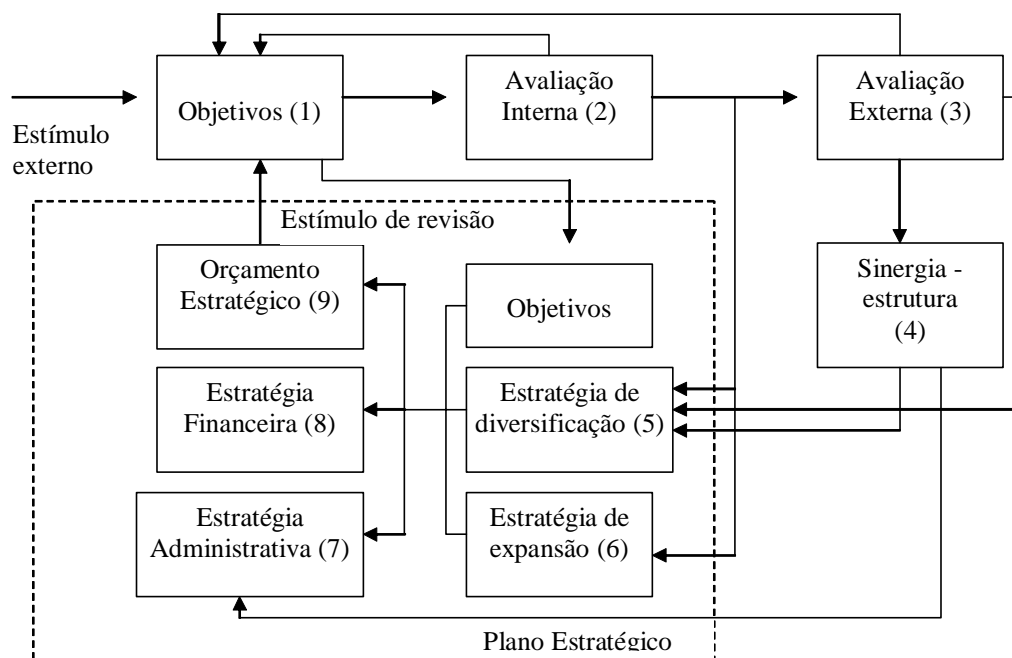 Avaliação
Interna (2)
Avaliação
Externa (3)
Objetivos (1)
Estímulo
externo
Estímulo de revisão
Orçamento
Estratégico (9)
Objetivos
Sinergia -
estrutura
(4)
Estratégia
Financeira (8)
Estratégia de
diversificação (5)
Estratégia
Administrativa (7)
Estratégia de
expansão (6)
Plano Estratégico